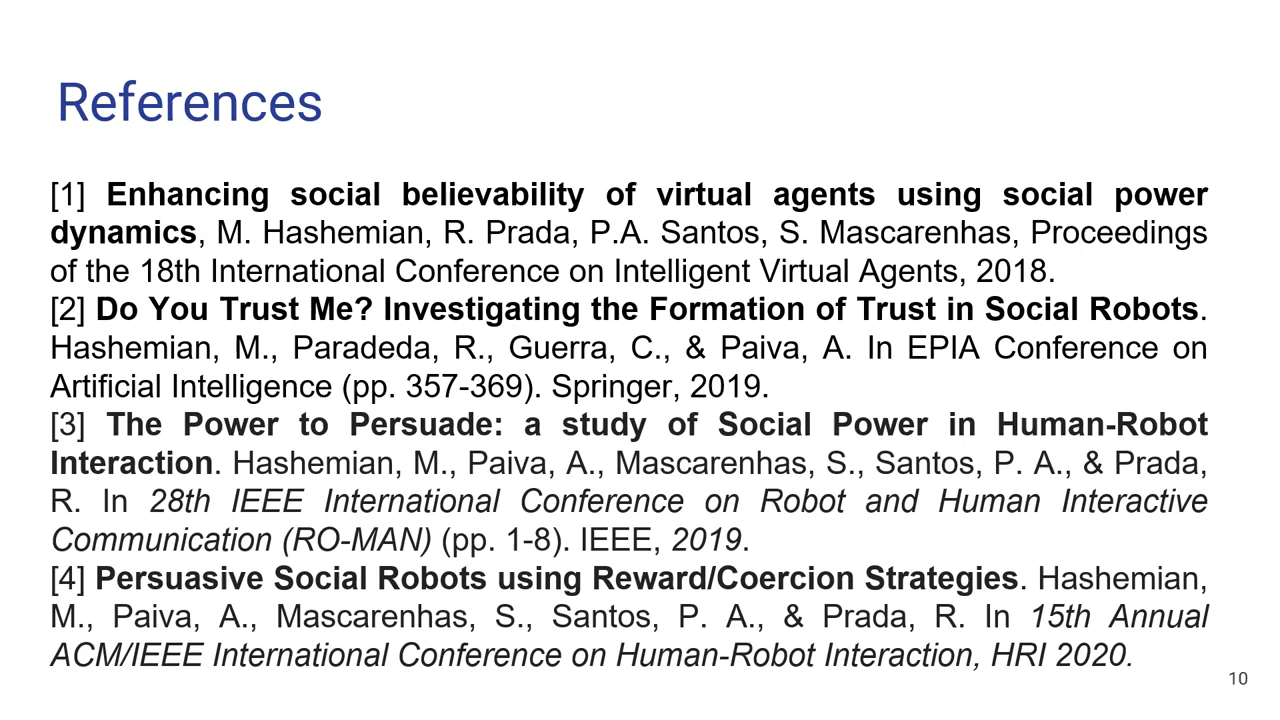 References
[1] Enhancing social believability of virtual agents using social power
dynamics, M. Hashemian, R. Prada, P.A. Santos, S. Mascarenhas, Proceedings
of the 18th International Conference on Intelligent Virtual Agents, 2018.
[2] Do You Trust Me? Investigating the Formation of Trust in Social Robots.
Hashemian, M., Paradeda, R., Guerra, C., & Paiva, A. In EPIA Conference on
Artificial Intelligence (pp. 357-369). Springer, 2019.
[3] The Power to Persuade: a study of Social Power in Human-Robot
Interaction. Hashemian, M., Paiva, A., Mascarenhas, S., Santos, P. A., & Prada,
R. In 28th IEEE International Conference on Robot and Human Interactive
Communication (RO-MAN) (pp. 1-8). IEEE, 2019.
[4] Persuasive Social Robots using Reward/Coercion Strategies. Hashemian,
M., Paiva, A., Mascarenhas, S., Santos, P. A., & Prada, R. In 15th Annual
ACM/IEEE International Conference on Human-Robot Interaction, HRI 2020.
10